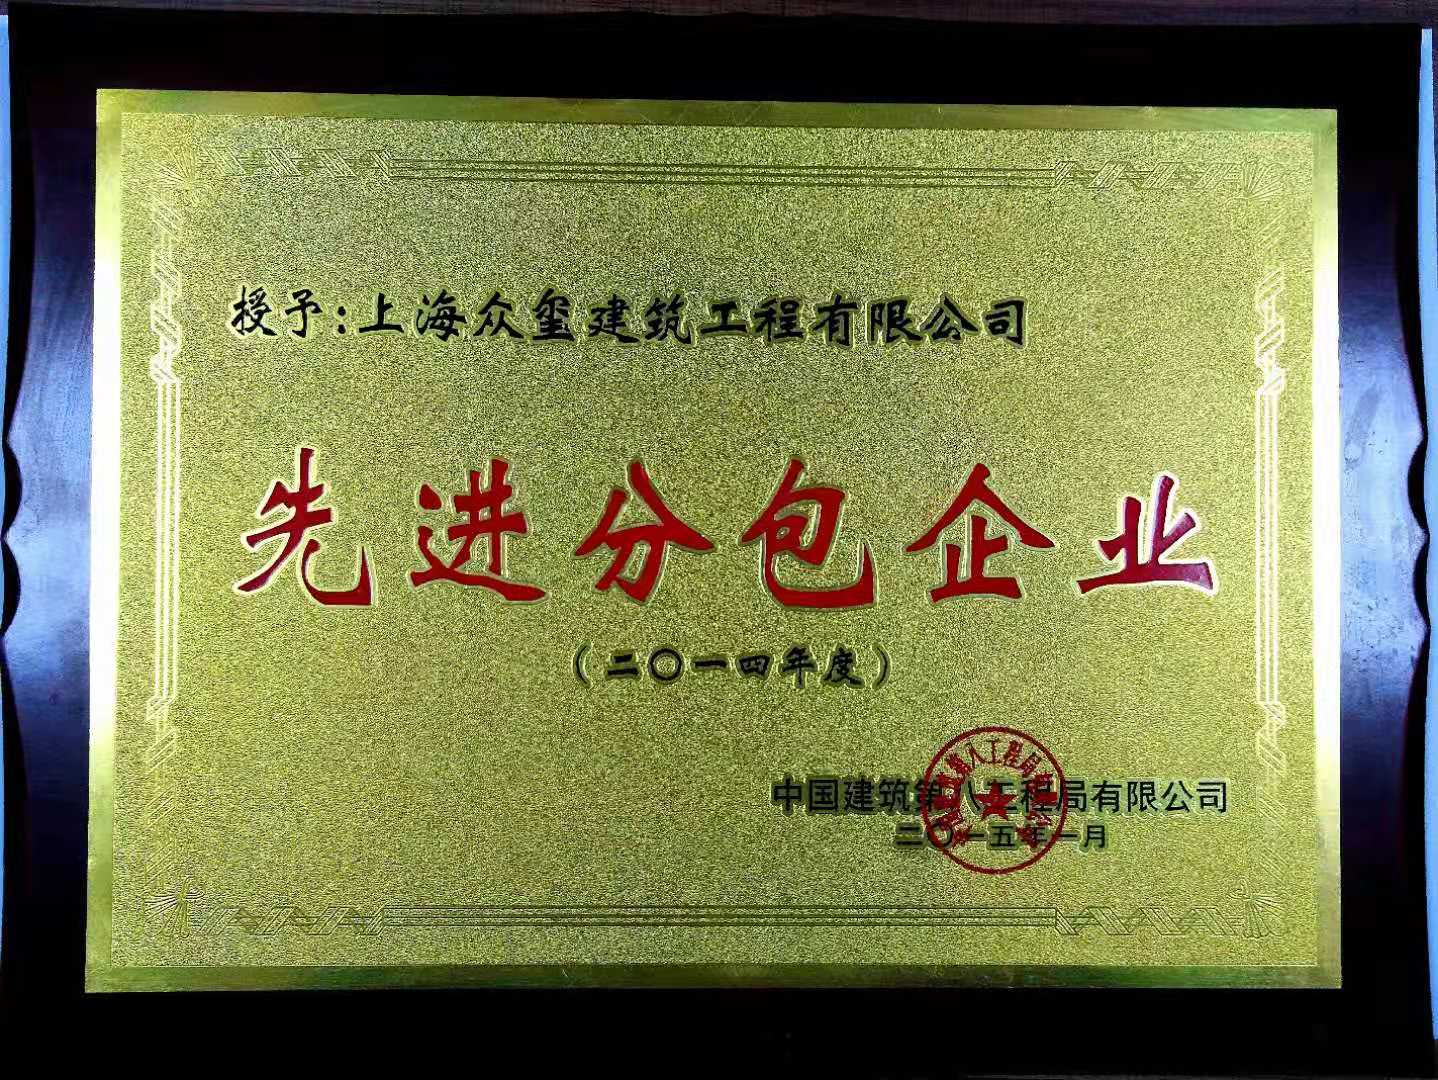 授予:上海众玺建筑工程有限公司
先进分包企业
(二〇一四年度)
中国建筑第八工程局有限公司
二〇一五年一月